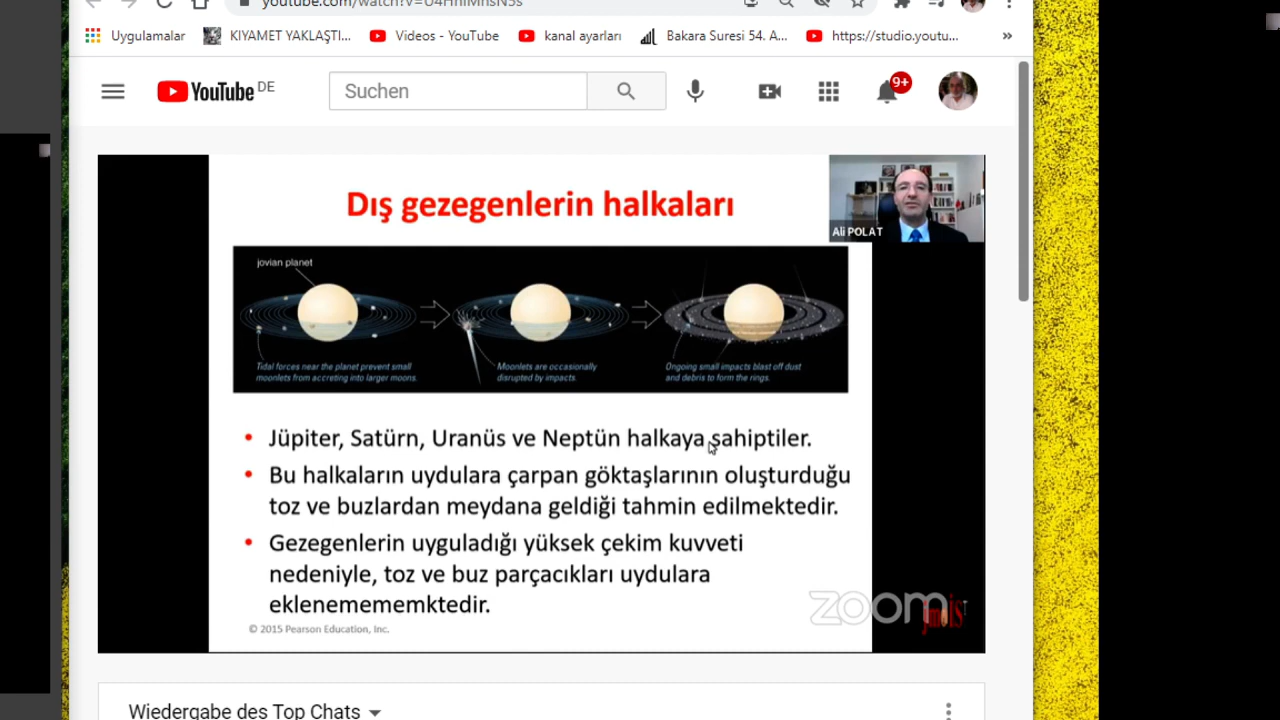 Uygulamalar
KIYAMET YAKLAŞTI...
Videos - YouTube
kanal ayarları
Bakara Suresi 54. A...
https://studio.youtu...
»
YouTube DE
Suchen
9+
Dış gezegenlerin halkaları
Ali POLAT
jovian planet
Tidal forces near the planet prevent small
moonlets from accreting into larger moons.
Moonlets are occasionally
disrupted by impacts.
Ongoing small impacts blast off dust
and debris to form the rings.
• Jüpiter, Satürn, Uranüs ve Neptün halkaya sahiptiler.
• Bu halkaların uydulara çarpan göktaşlarının oluşturduğu
toz ve buzlardan meydana geldiği tahmin edilmektedir.
• Gezegenlerin uyguladığı yüksek çekim kuvveti
nedeniyle, toz ve buz parçacıkları uydulara
eklenemememktedir.
© 2015 Pearson Education, Inc.
zoom
Wiedergabe des Top Chats